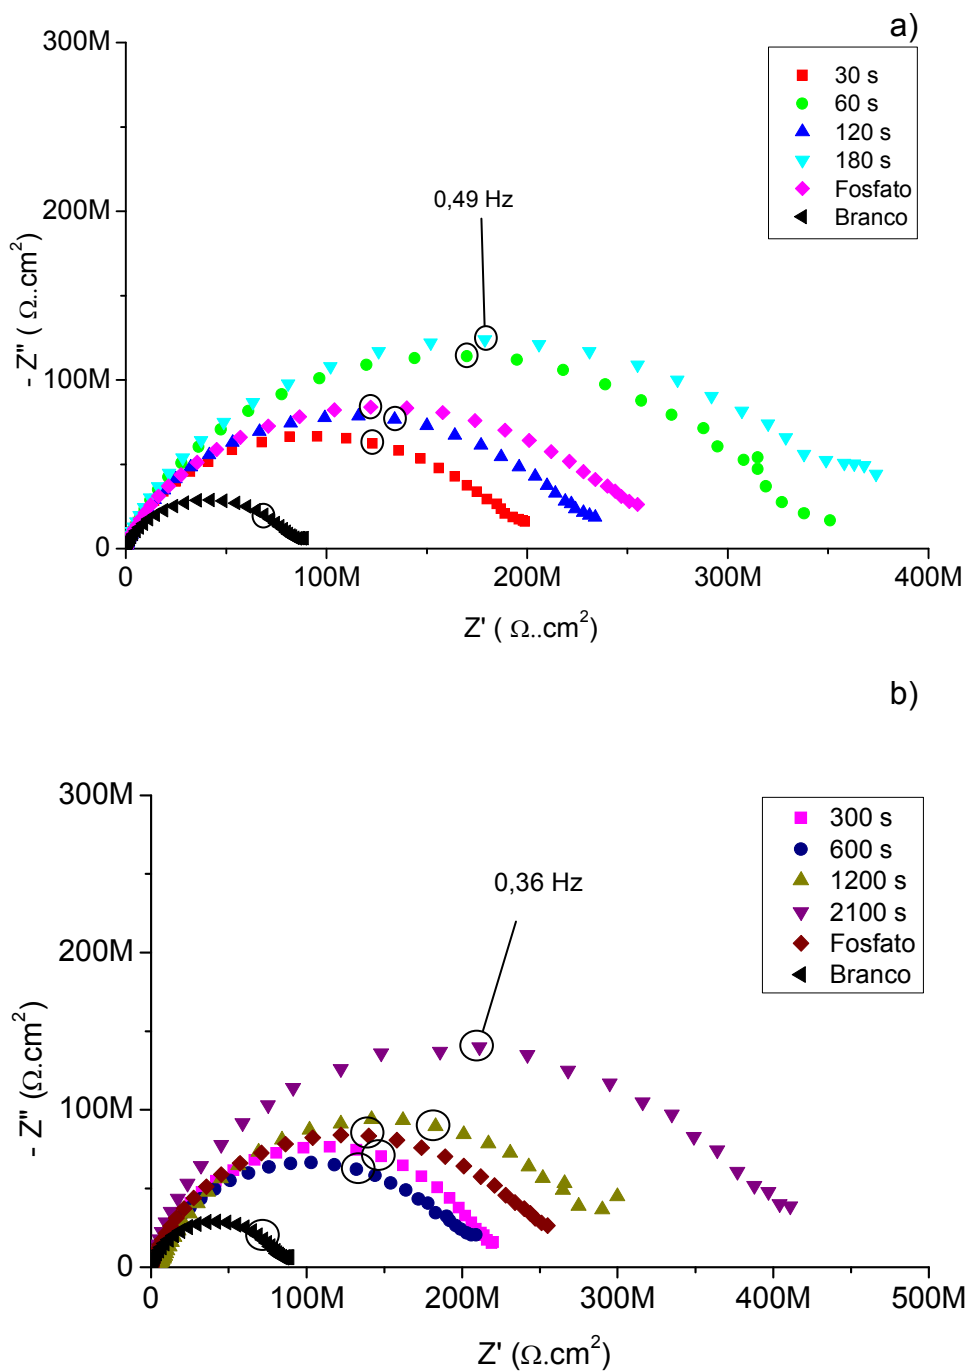 a)
300M
30 s
60 s
120 s
180 s
Fosfato
Branco
0,49 Hz
200M
100M
0
- Z'' ( Ω..cm²)
0
100M
200M
300M
400M
Z' ( Ω..cm²)
b)
300M
300 s
600 s
1200 s
2100 s
Fosfato
Branco
0,36 Hz
200M
100M
0
- Z'' (Ω.cm²)
0
100M
200M
300M
400M
500M
Z' (Ω.cm²)